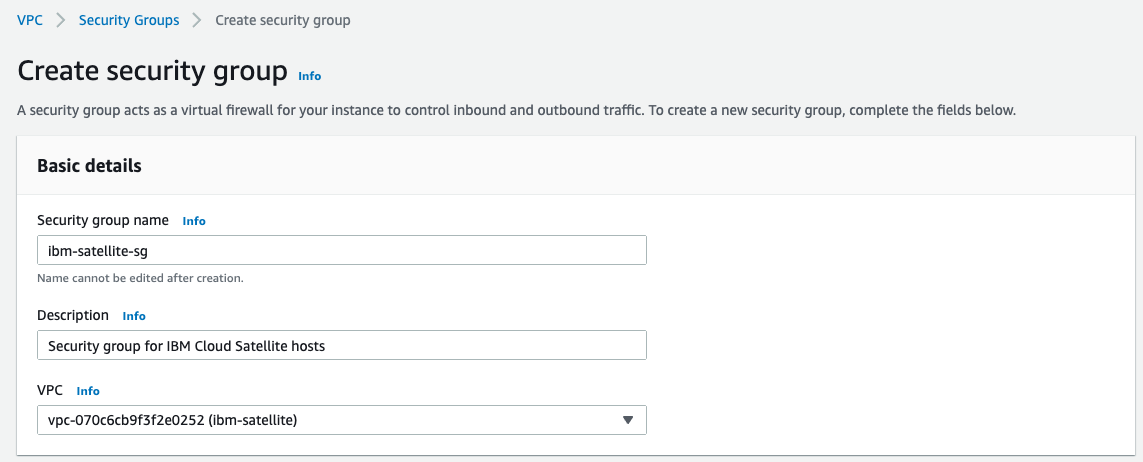 VPC > Security Groups > Create security group
Create security group Info
A security group acts as a virtual firewall for your instance to control inbound and outbound traffic. To create a new security group, complete the fields below.
Basic details
Security group name Info
ibm-satellite-sg
Name cannot be edited after creation.
Description Info
Security group for IBM Cloud Satellite hosts
VPC Info
vpc-070c6cb9f3f2e0252 (ibm-satellite)